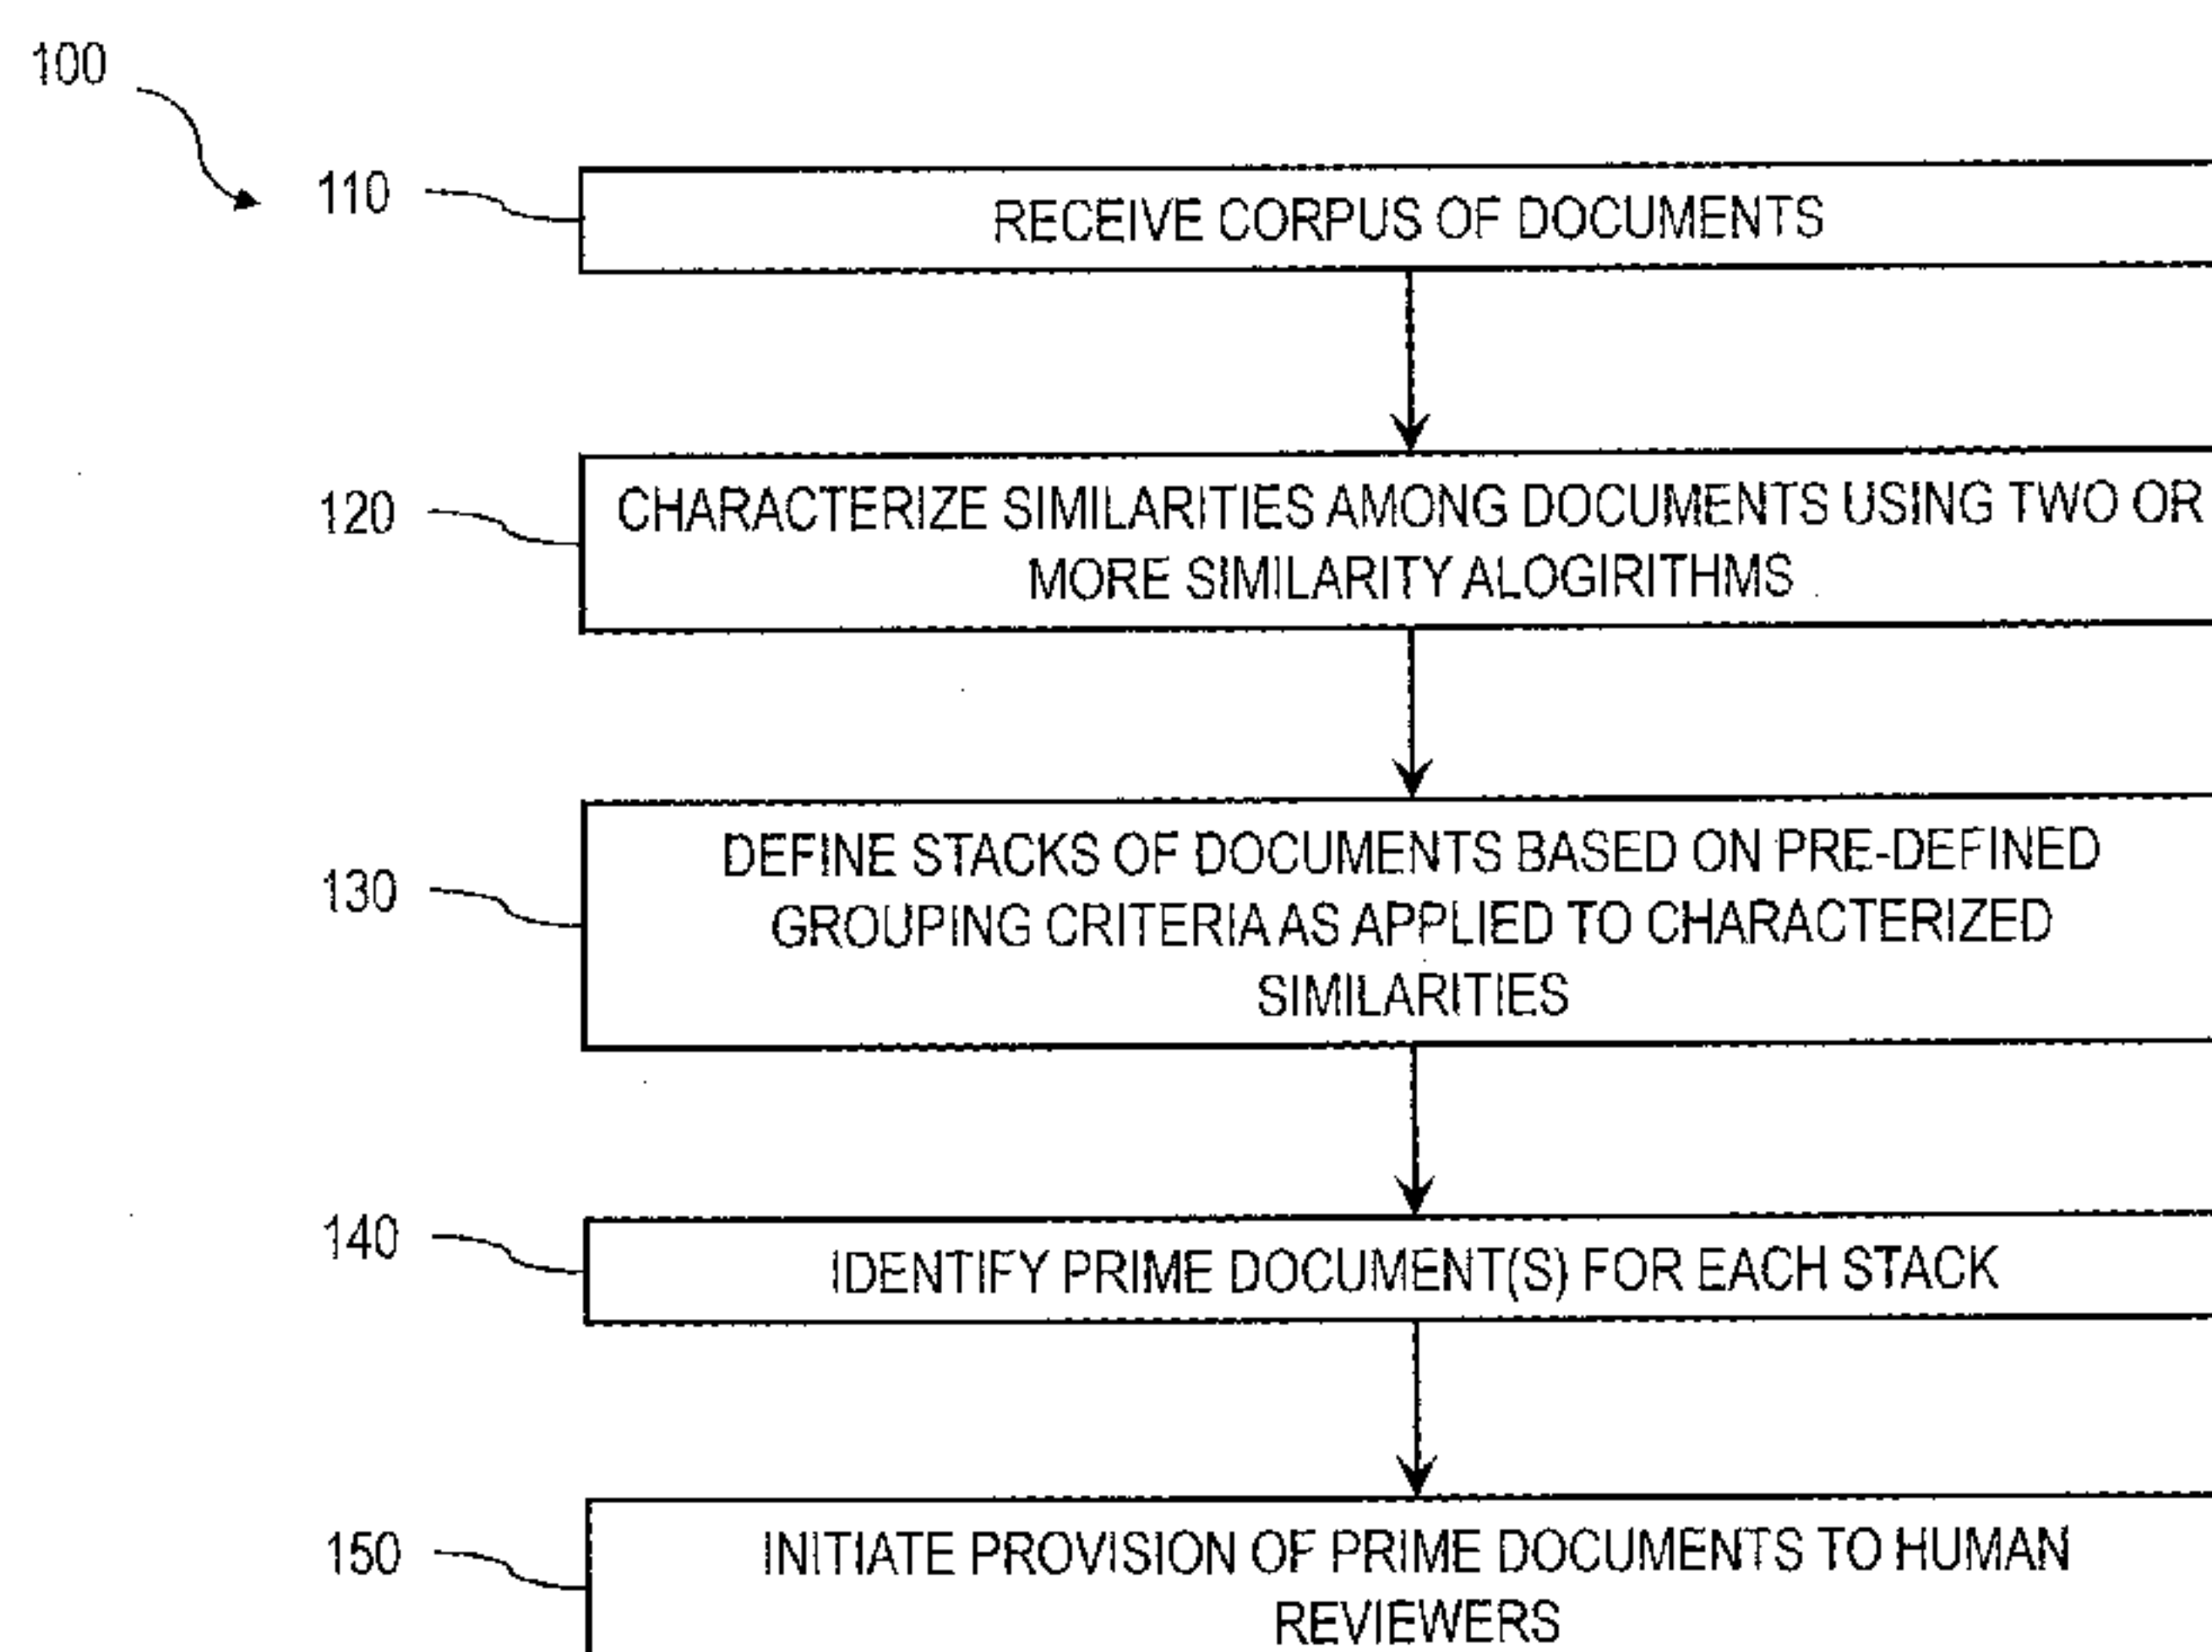 100
110
RECEIVE CORPUS OF DOCUMENTS
120
CHARACTERIZE SIMILARITIES AMONG DOCUMENTS USING TWO OR
MORE SIMILARITY ALOGIRITHMS
130
DEFINE STACKS OF DOCUMENTS BASED ON PRE-DEFINED
GROUPING CRITERIA AS APPLIED TO CHARACTERIZED
SIMILARITIES
140
IDENTIFY PRIME DOCUMENT(S) FOR EACH STACK
150
INITIATE PROVISION OF PRIME DOCUMENTS TO HUMAN
REVIEWERS